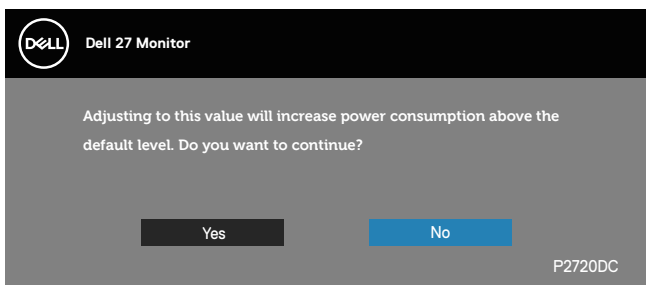 DELL Dell 27 Monitor
Adjusting to this value will increase power consumption above the
default level. Do you want to continue?
Yes No
P2720DC